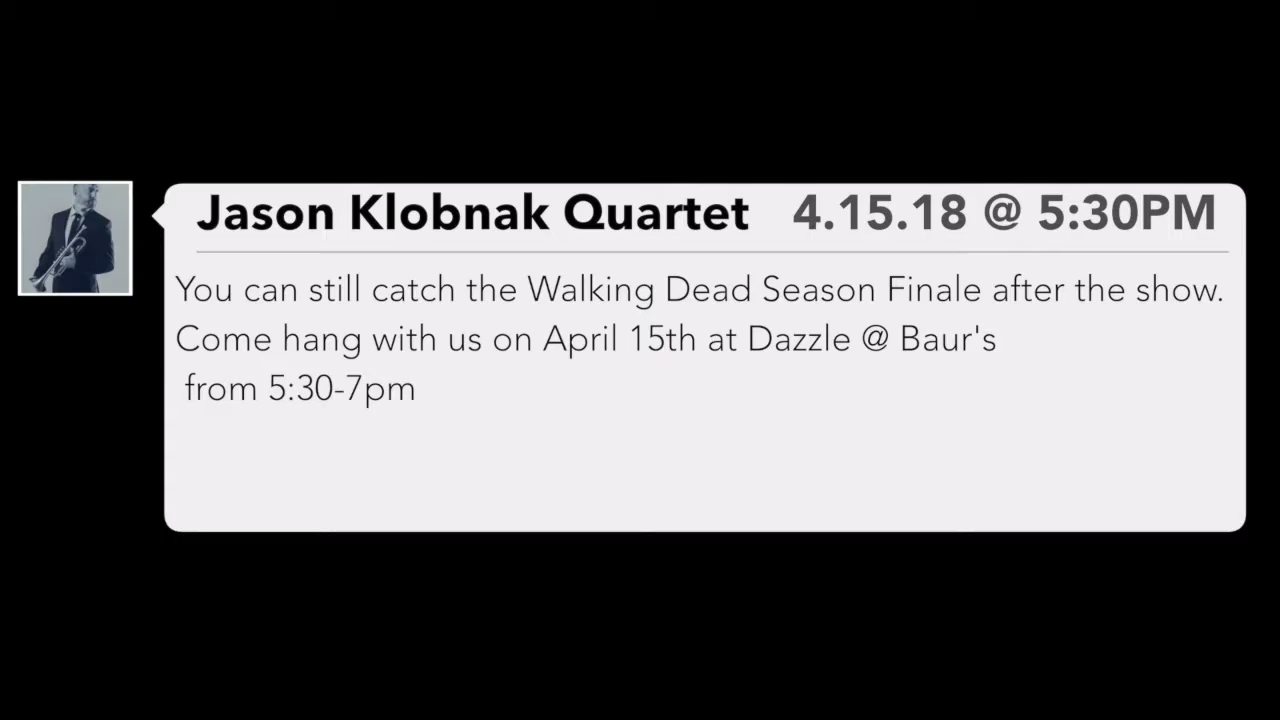 Jason Klobnak Quartet 4.15.18 @ 5:30PM
You can still catch the Walking Dead Season Finale after the show.
Come hang with us on April 15th at Dazzle @ Baur's
from 5:30-7pm